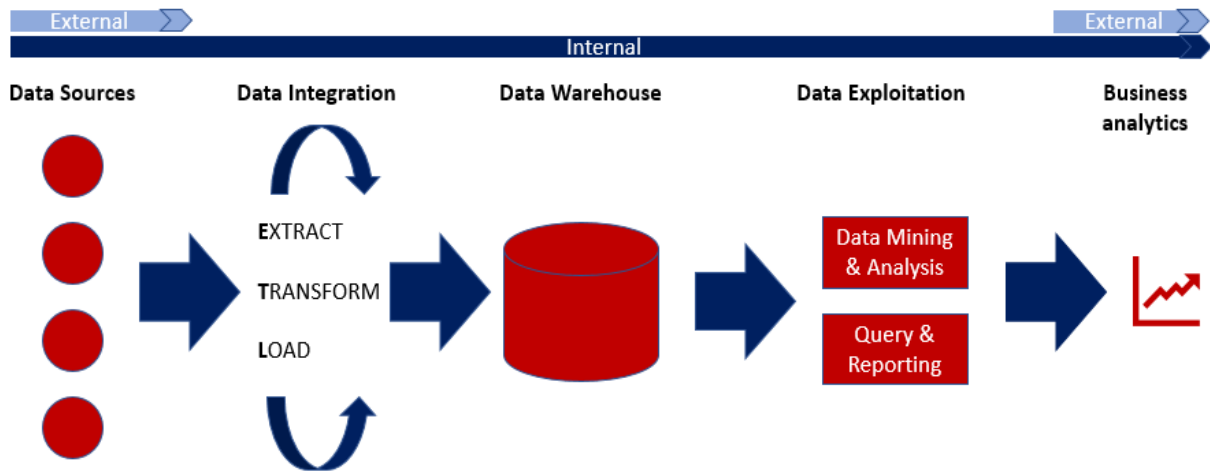 External
External
Internal
Data Sources
Data Integration
Data Warehouse
Data Exploitation
Business
analytics
EXTRACT
TRANSFORM
LOAD
Data Mining
& Analysis
Query &
Reporting